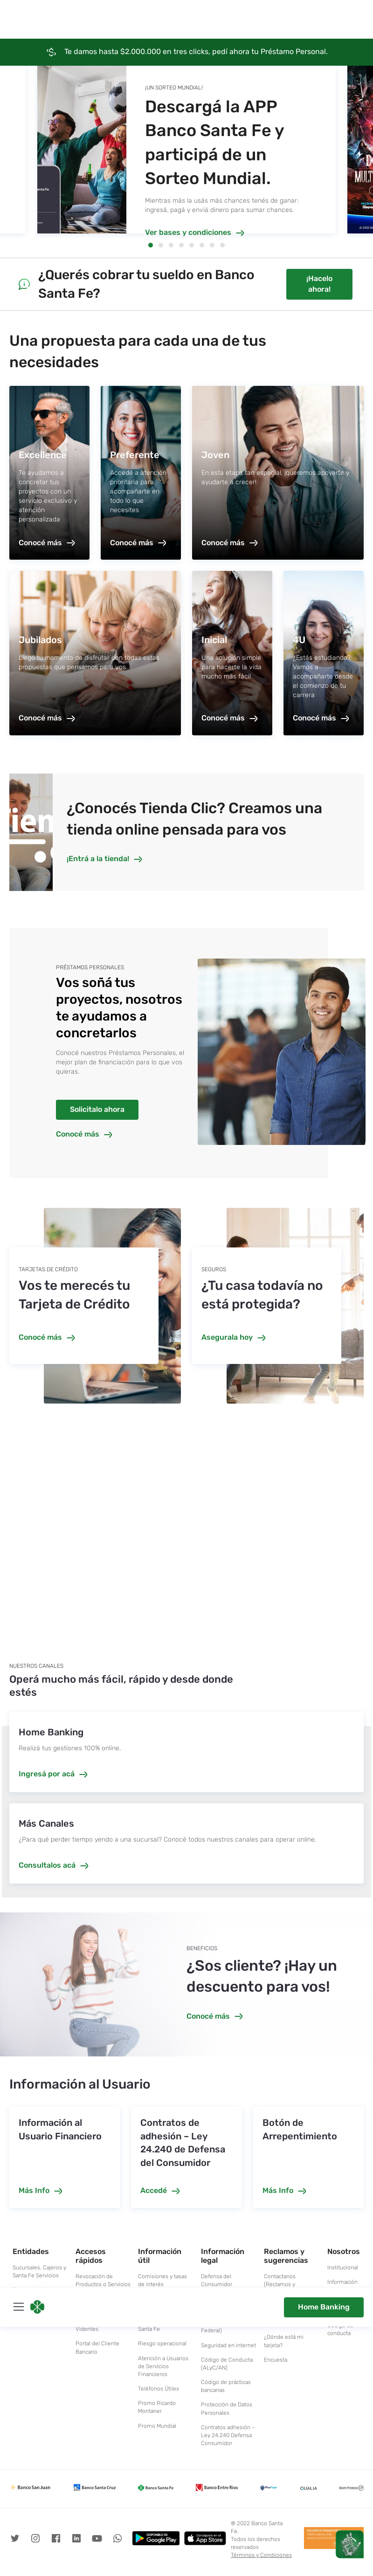 Te damos hasta $2.000.000 en tres clicks, pedí ahora tu Préstamo Personal.
¡UN SORTEO MUNDIAL!
Descargá la APP
Banco Santa Fe y
participá de un
Sorteo Mundial.
Mientras más la usás más chances tenés de ganar:
ingresá, pagá y enviá dinero para sumar chances.
Ver bases y condiciones
¿Querés cobrar tu sueldo en Banco
Santa Fe?
¡Hacelo
ahora!
Una propuesta para cada una de tus
necesidades
Excellence
Te ayudamos a
concretar tus
proyectos con un
servicio exclusivo y
atención
personalizada
Conocé más
Preferente
Accedé a atención
prioritaria para
acompañarte en
todo lo que
necesites
Conocé más
Joven
En esta etapa tan especial, ¡queremos apoyarte y
ayudarte a crecer!
Conocé más
Jubilados
Llegó tu momento de disfrutar con todas estas
propuestas que pensamos para vos
Conocé más
Inicial
Una solución simple
para hacerte la vida
mucho más fácil
Conocé más
4U
¿Estás estudiando?
Vamos a
acompañarte desde
el comienzo de tu
carrera
Conocé más
¿Conocés Tienda Clic? Creamos una
tienda online pensada para vos
¡Entrá a la tienda!
PRÉSTAMOS PERSONALES
Vos soñá tus
proyectos, nosotros
te ayudamos a
concretarlos
Conocé nuestros Préstamos Personales, el
mejor plan de financiación para lo que vos
quieras.
Solicitalo ahora
Conocé más
TARJETAS DE CRÉDITO
Vos te merecés tu
Tarjeta de Crédito
Conocé más
SEGUROS
¿Tu casa todavía no
está protegida?
Asegurala hoy
NUESTROS CANALES
Operá mucho más fácil, rápido y desde donde
estés
Home Banking
Realizá tus gestiones 100% online.
Ingresá por acá
Más Canales
¿Para qué perder tiempo yendo a una sucursal? Conocé todos nuestros canales para operar online.
Consultalos acá
BENEFICIOS
¿Sos cliente? ¡Hay un
descuento para vos!
Conocé más
Información al Usuario
Información al
Usuario Financiero
Más Info
Contratos de
adhesión – Ley
24.240 de Defensa
del Consumidor
Accedé
Botón de
Arrepentimiento
Más Info
Entidades
Sucursales, Cajeros y
Santa Fe Servicios
Accesos
rápidos
Revocación de
Productos o Servicios
Videntes
Portal del Cliente
Bancario
Información
útil
Comisiones y tasas
de interés
Santa Fe
Riesgo operacional
Atención a Usuarios
de Servicios
Financieros
Teléfonos Útiles
Promo Ricardo
Montaner
Promo Mundial
Información
legal
Defensa del
Consumidor
Federal)
Seguridad en internet
Código de Conducta
(ALyC/AN)
Código de prácticas
bancarias
Protección de Datos
Personales
Contratos adhesión –
Ley 24.240 Defensa
Consumidor
Reclamos y
sugerencias
Contactanos
(Reclamos y
¿Dónde está mi
tarjeta?
Encuesta
Nosotros
Institucional
Información
conducta
Home Banking
Banco San Juan
Banco Santa Cruz
Banco Santa Fe
Banco Entre Ríos
QUALIA
DISPONIBLE EN
Google Play
App Store
© 2022 Banco Santa
Fe.
Todos los derechos
reservados
Términos y Condiciones